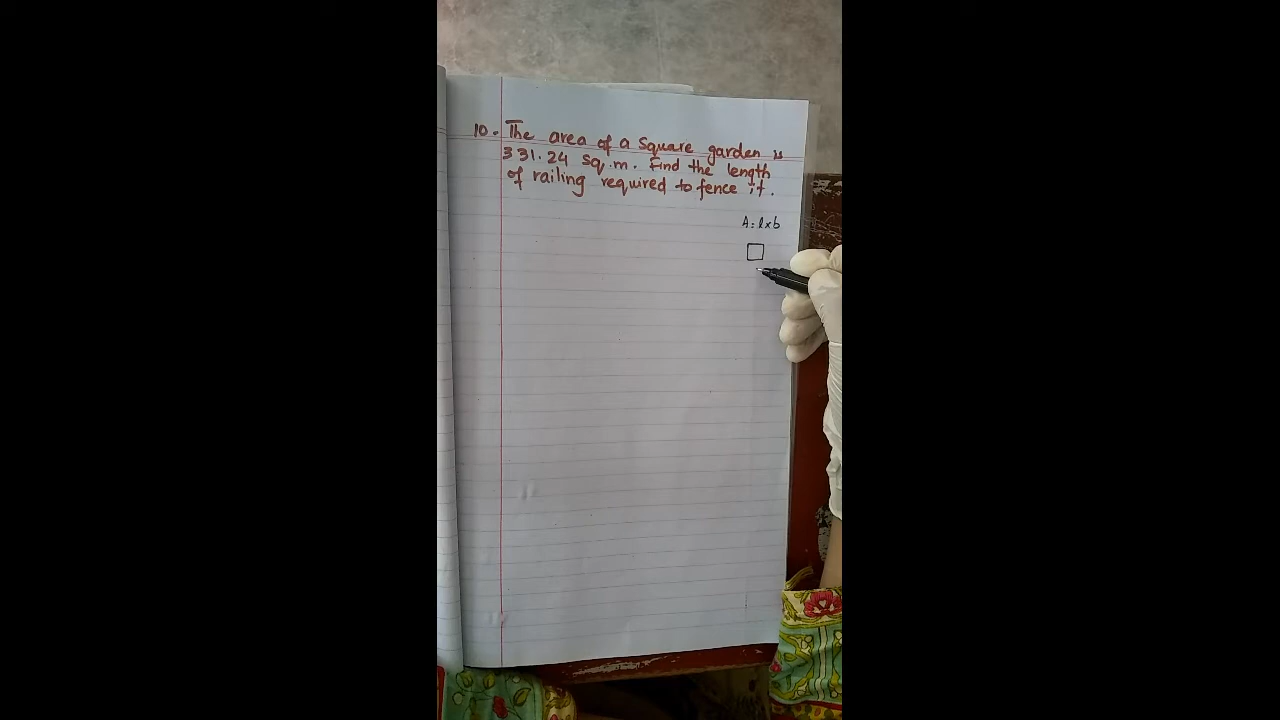 10. The area of a square garden is
331.24 sq.m. Find the length
of railing required to fence it.
A = l x b